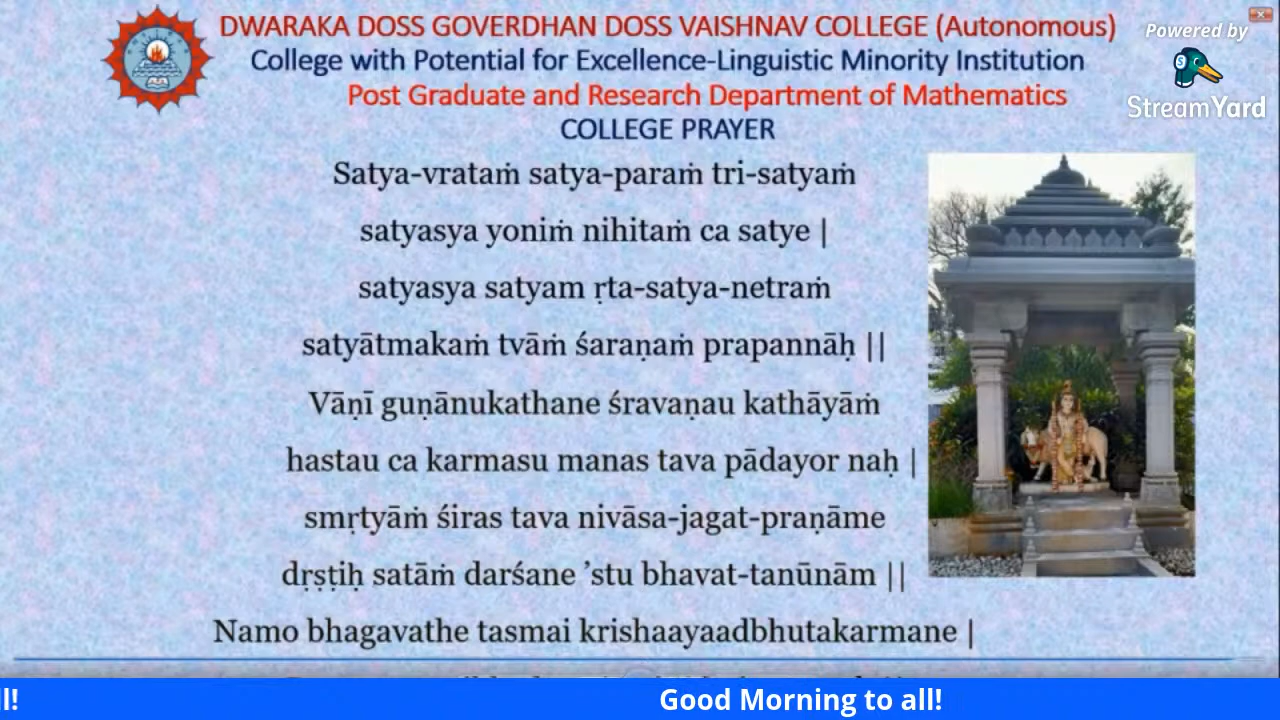 DWARAKA DOSS GOVERDHAN DOSS VAISHNAV COLLEGE (Autonomous)
College with Potential for Excellence-Linguistic Minority Institution
Post Graduate and Research Department of Mathematics
COLLEGE PRAYER
Powered by
StreamYard
Satya-vrataṁ satya-paraṁ tri-satyaṁ
satyasya yoniṁ nihitaṁ ca satye |
satyasya satyam ṛta-satya-netraṁ
satyātmakaṁ tvāṁ śaraṇaṁ prapannāḥ ||
Vāṇī guṇānukathane śravaṇau kathāyāṁ
hastau ca karmasu manas tava pādayor naḥ |
smṛtyāṁ śiras tava nivāsa-jagat-praṇāme
dṛṣṭiḥ satāṁ darśane ’stu bhavat-tanūnām ||
Namo bhagavathe tasmai krishaayaadbhutakarmane |
ll!
Good Morning to all!